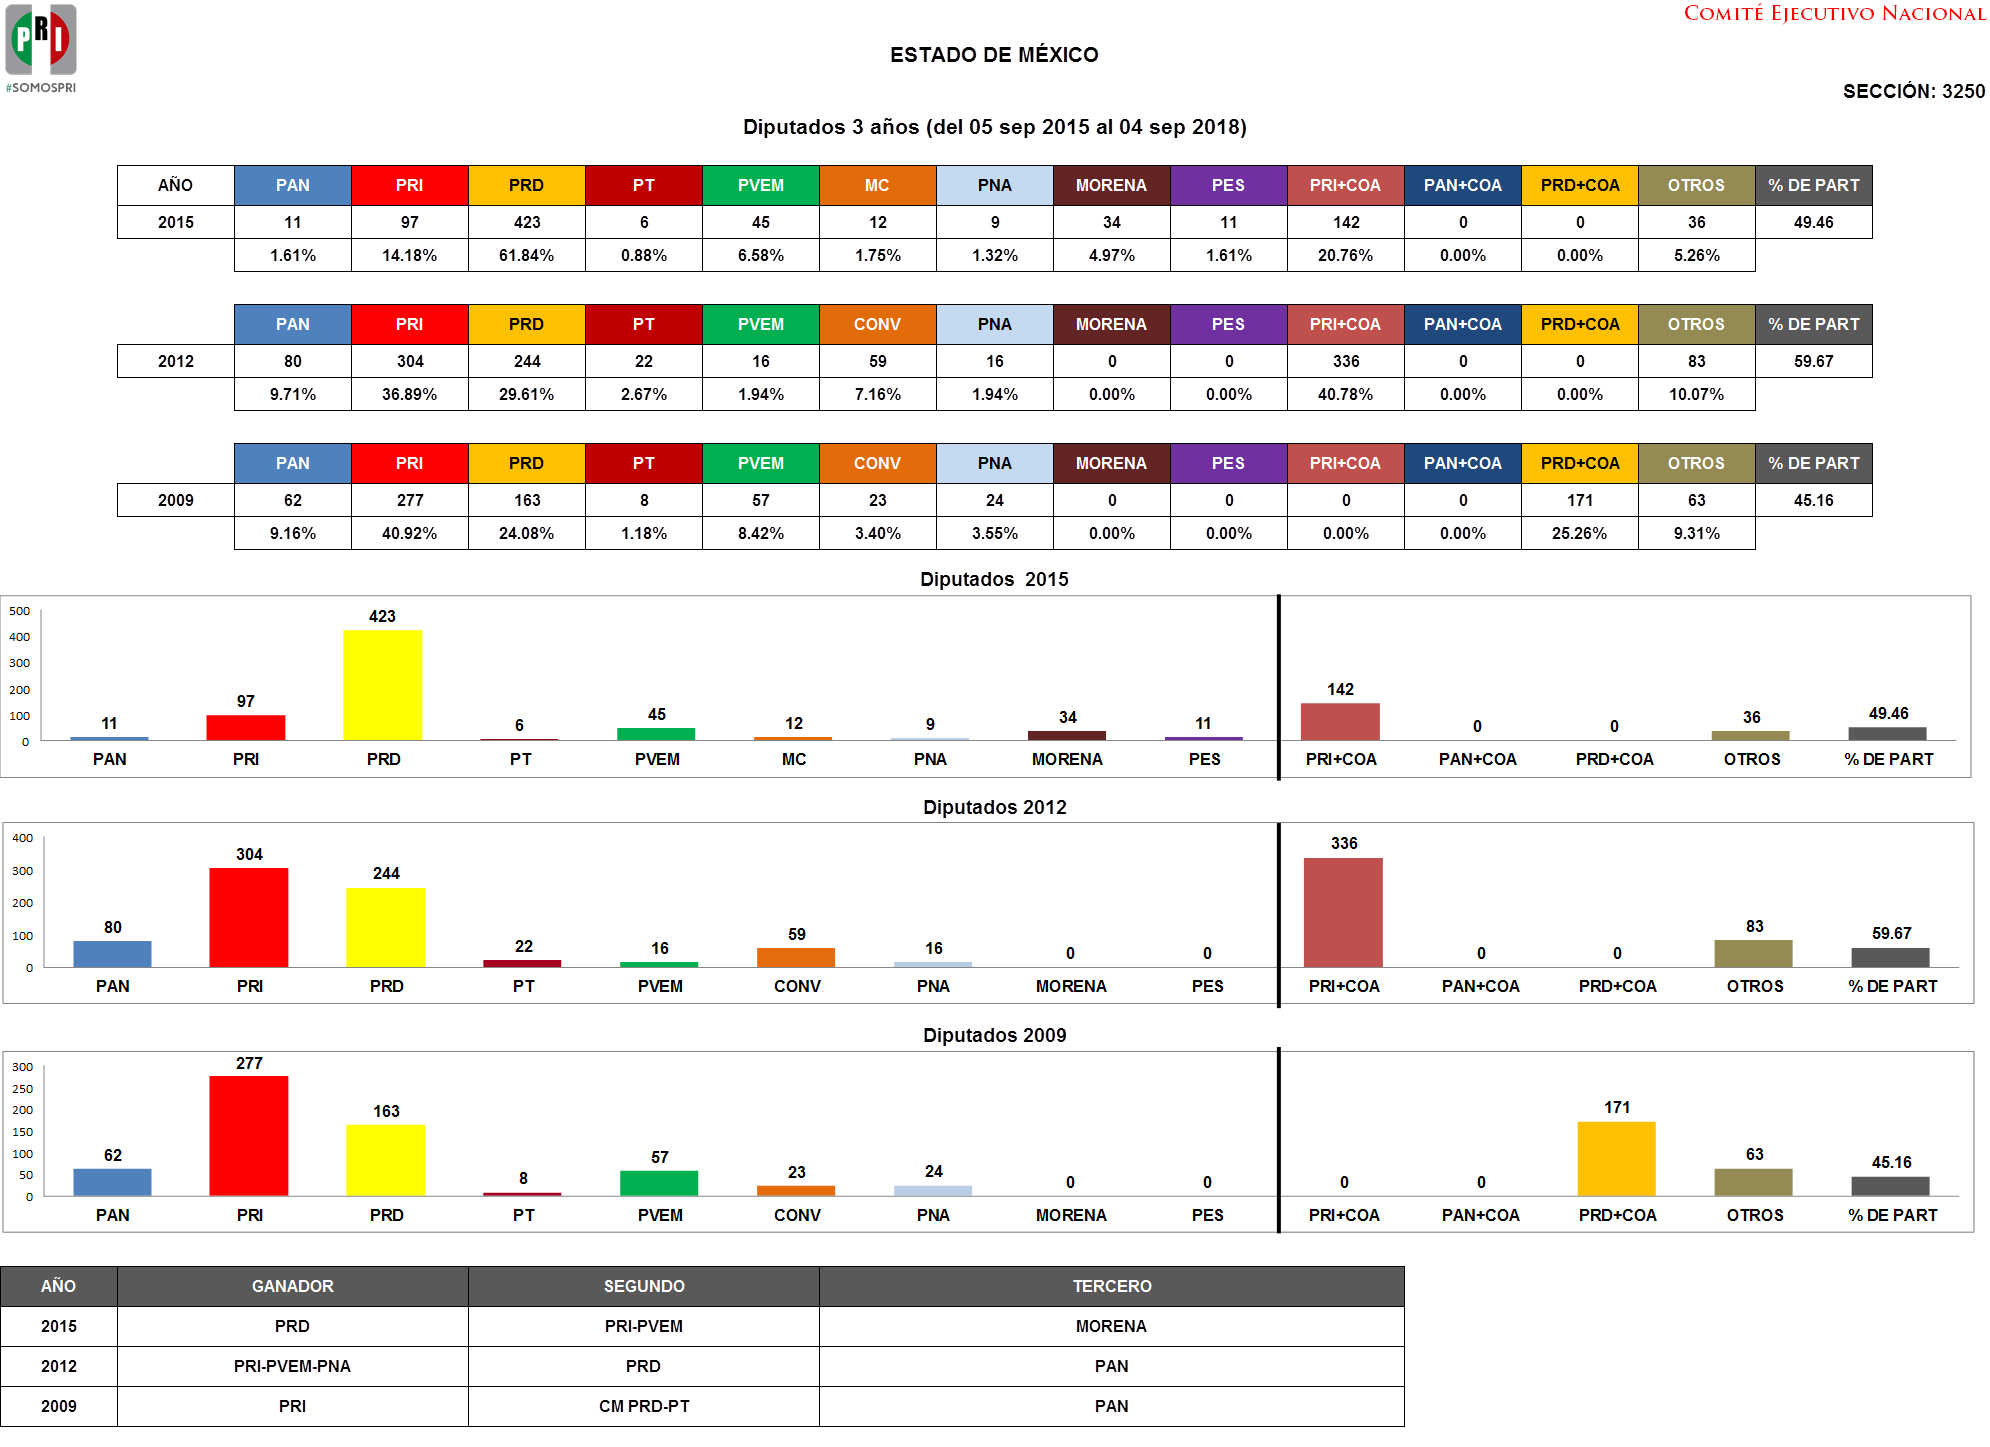 PRI
#SOMOSPRI
COMITÉ EJECUTIVO NACIONAL
ESTADO DE MÉXICO
SECCIÓN: 3250
Diputados 3 años (del 05 sep 2015 al 04 sep 2018)
AÑO PAN PRI PRD PT PVEM MC PNA MORENA PES PRI+COA PAN+COA PRD+COA OTROS % DE PART
2015 11 97 423 6 45 12 9 34 11 142 0 0 36 49.46
1.61% 14.18% 61.84% 0.88% 6.58% 1.75% 1.32% 4.97% 1.61% 20.76% 0.00% 0.00% 5.26%
PAN PRI PRD PT PVEM CONV PNA MORENA PES PRI+COA PAN+COA PRD+COA OTROS % DE PART
2012 80 304 244 22 16 59 16 0 0 336 0 0 83 59.67
9.71% 36.89% 29.61% 2.67% 1.94% 7.16% 1.94% 0.00% 0.00% 40.78% 0.00% 0.00% 10.07%
PAN PRI PRD PT PVEM CONV PNA MORENA PES PRI+COA PAN+COA PRD+COA OTROS % DE PART
2009 62 277 163 8 57 23 24 0 0 0 0 171 63 45.16
9.16% 40.92% 24.08% 1.18% 8.42% 3.40% 3.55% 0.00% 0.00% 0.00% 0.00% 25.26% 9.31%
Diputados 2015
500
400
300
200
100
0
11 97 423 6 45 12 9 34 11 142 0 0 36 49.46
PAN PRI PRD PT PVEM MC PNA MORENA PES PRI+COA PAN+COA PRD+COA OTROS % DE PART
Diputados 2012
400
300
200
100
0
80 304 244 22 16 59 16 0 0 336 0 0 83 59.67
PAN PRI PRD PT PVEM CONV PNA MORENA PES PRI+COA PAN+COA PRD+COA OTROS % DE PART
Diputados 2009
300
250
200
150
100
50
0
62 277 163 8 57 23 24 0 0 0 0 171 63 45.16
PAN PRI PRD PT PVEM CONV PNA MORENA PES PRI+COA PAN+COA PRD+COA OTROS % DE PART
AÑO GANADOR SEGUNDO TERCERO
2015 PRD PRI-PVEM MORENA
2012 PRI-PVEM-PNA PRD PAN
2009 PRI CM PRD-PT PAN